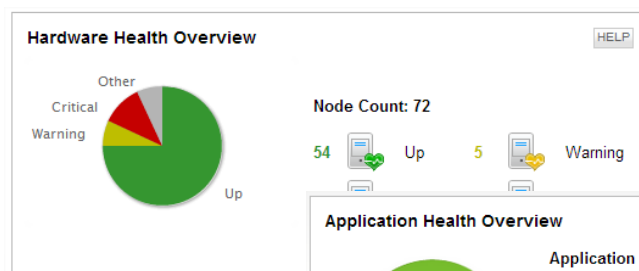 Hardware Health Overview
HELP
Other
Critical
Warning
Up
Node Count: 72
54 Up 5 Warning
Application Health Overview
Application